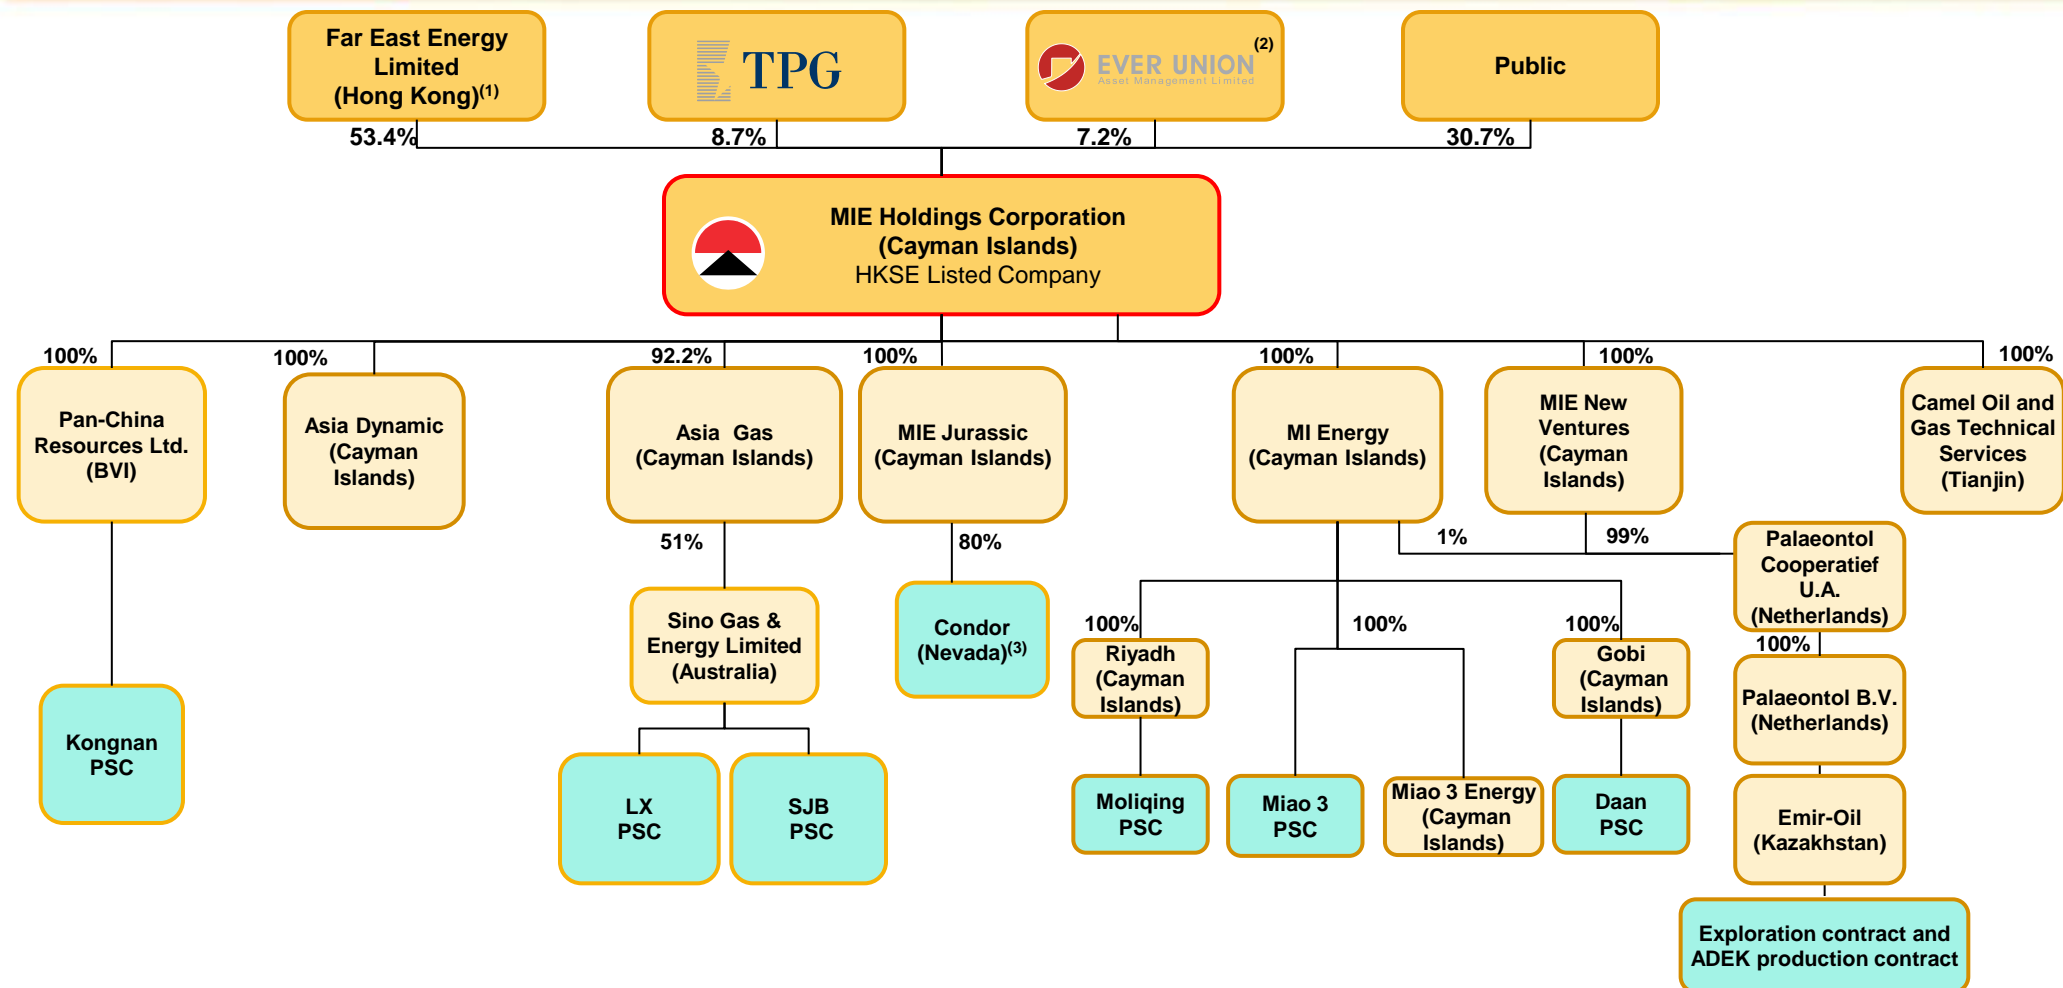 Far East Energy
Limited
(Hong Kong)(1)
TPG
EVER UNION (2)
Asset Management Limited
Public
53.4%
8.7%
7.2%
30.7%
MIE Holdings Corporation
(Cayman Islands)
HKSE Listed Company
100%
100%
92.2%
100%
100%
100%
100%
Pan-China
Resources Ltd.
(BVI)
Asia Dynamic
(Cayman
Islands)
Asia Gas
(Cayman Islands)
MIE Jurassic
(Cayman Islands)
MI Energy
(Cayman Islands)
MIE New
Ventures
(Cayman
Islands)
Camel Oil and
Gas Technical
Services
(Tianjin)
51%
80%
1%
99%
Palaeontol
Cooperatief
U.A.
(Netherlands)
Sino Gas &
Energy Limited
(Australia)
Condor
(Nevada)(3)
100%
100%
100%
100%
Riyadh
(Cayman
Islands)
Gobi
(Cayman
Islands)
Palaeontol B.V.
(Netherlands)
Kongnan
PSC
LX
PSC
SJB
PSC
Moliqing
PSC
Miao 3
PSC
Miao 3 Energy
(Cayman
Islands)
Daan
PSC
Emir-Oil
(Kazakhstan)
Exploration contract and
ADEK production contract